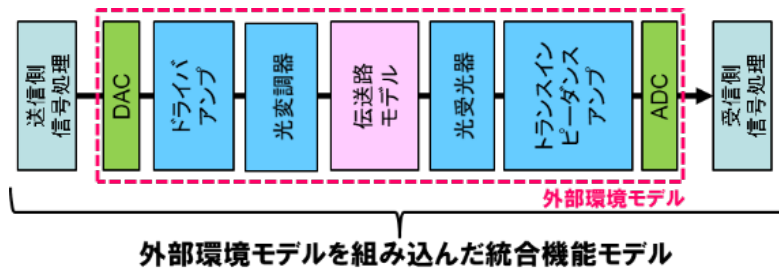 送信側
信号処理
DAC
ドライバ
アンプ
光変調器
伝送路
モデル
光受光器
トランスイン
ピーダンス
アンプ
ADC
受信側
信号処理
外部環境モデル
外部環境モデルを組み込んだ統合機能モデル